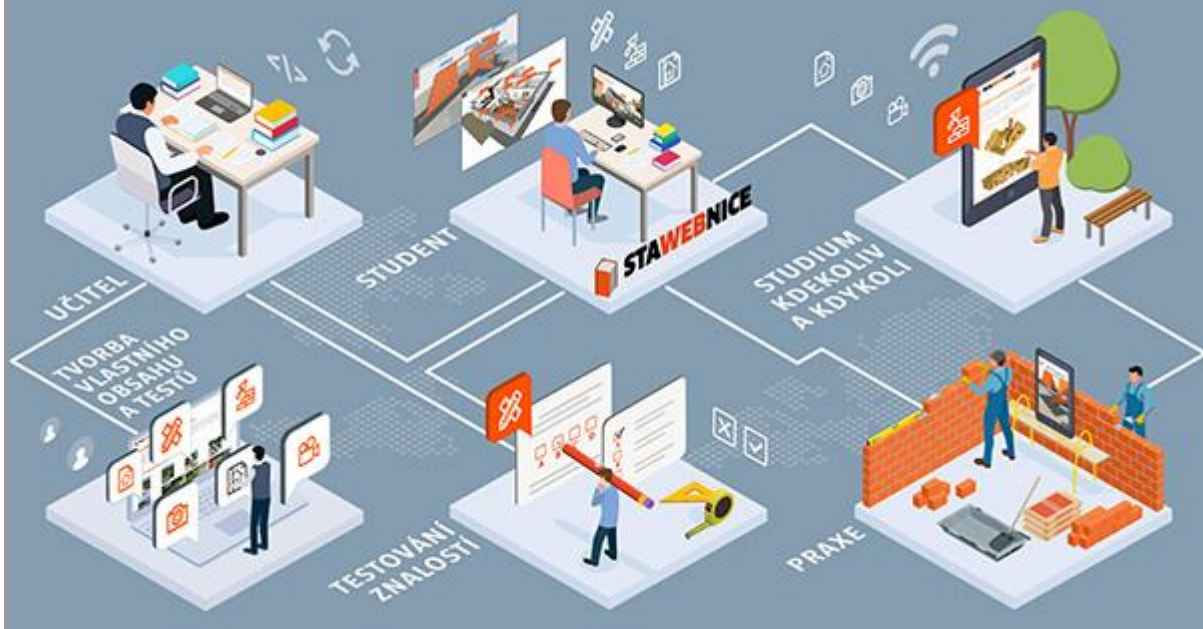 UČITEL
STUDENT
STAWEBNICE
STUDIUM
KDEKOLIV
A KDYKOLI
TVORBA
VLASTNÍHO
OBSAHU
A TESTŮ
TESTOVÁNÍ
ZNALOSTÍ
PRAXE